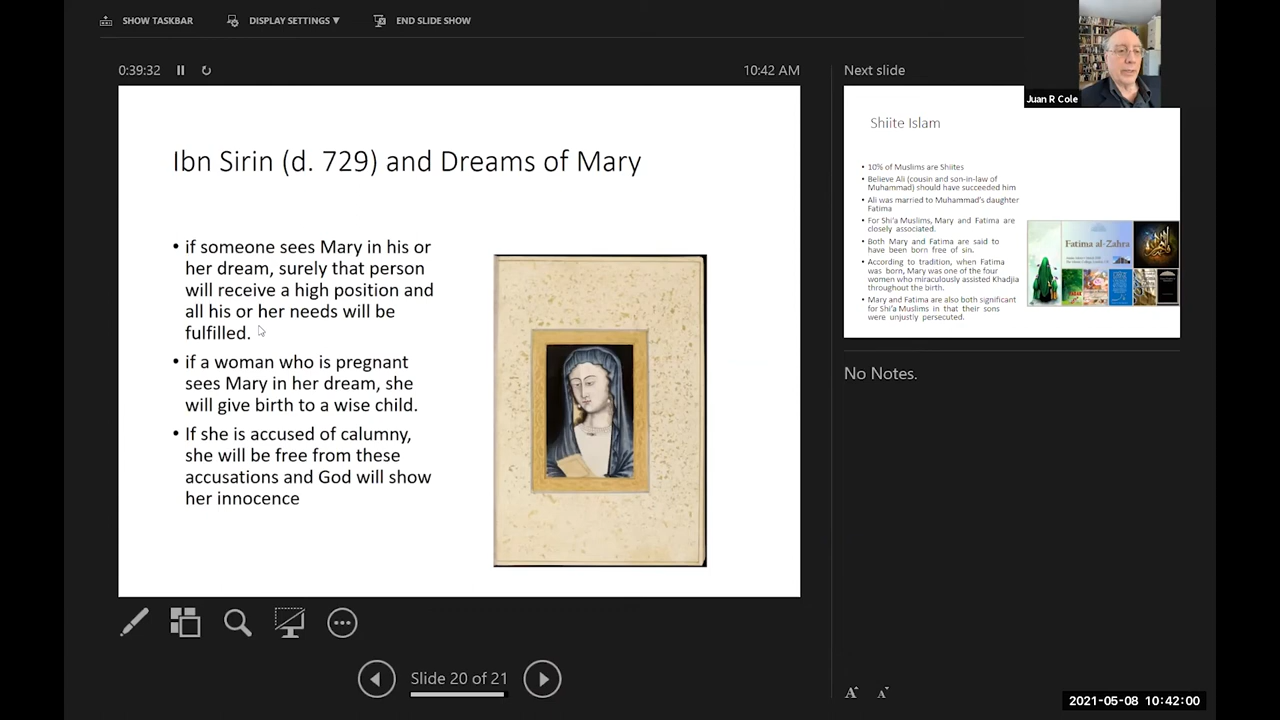 SHOW TASKBAR
DISPLAY SETTINGS ▼
END SLIDE SHOW
0:39:32
10:42 AM
Ibn Sirin (d. 729) and Dreams of Mary
• if someone sees Mary in his or
her dream, surely that person
will receive a high position and
all his or her needs will be
fulfilled.
• if a woman who is pregnant
sees Mary in her dream, she
will give birth to a wise child.
• If she is accused of calumny,
she will be free from these
accusations and God will show
her innocence
Slide 20 of 21
Next slide
Juan R Cole
Shiite Islam
• 10% of Muslims are Shiites
• Believe Ali (cousin and son-in-law of
Muhammad) should have succeeded him
• Ali was married to Muhammad's daughter
Fatima
• For Shi'a Muslims, Mary and Fatima are
closely associated.
• Both Mary and Fatima are said to
have been born free of sin.
• According to tradition, when Fatima
was born, Mary was one of the four
women who miraculously assisted Khadjia
throughout the birth.
• Mary and Fatima are also both significant
for Shi'a Muslims in that their sons
were unjustly persecuted.
Fatima al-Zahra
No Notes.
A A
2021-05-08 10:42:00